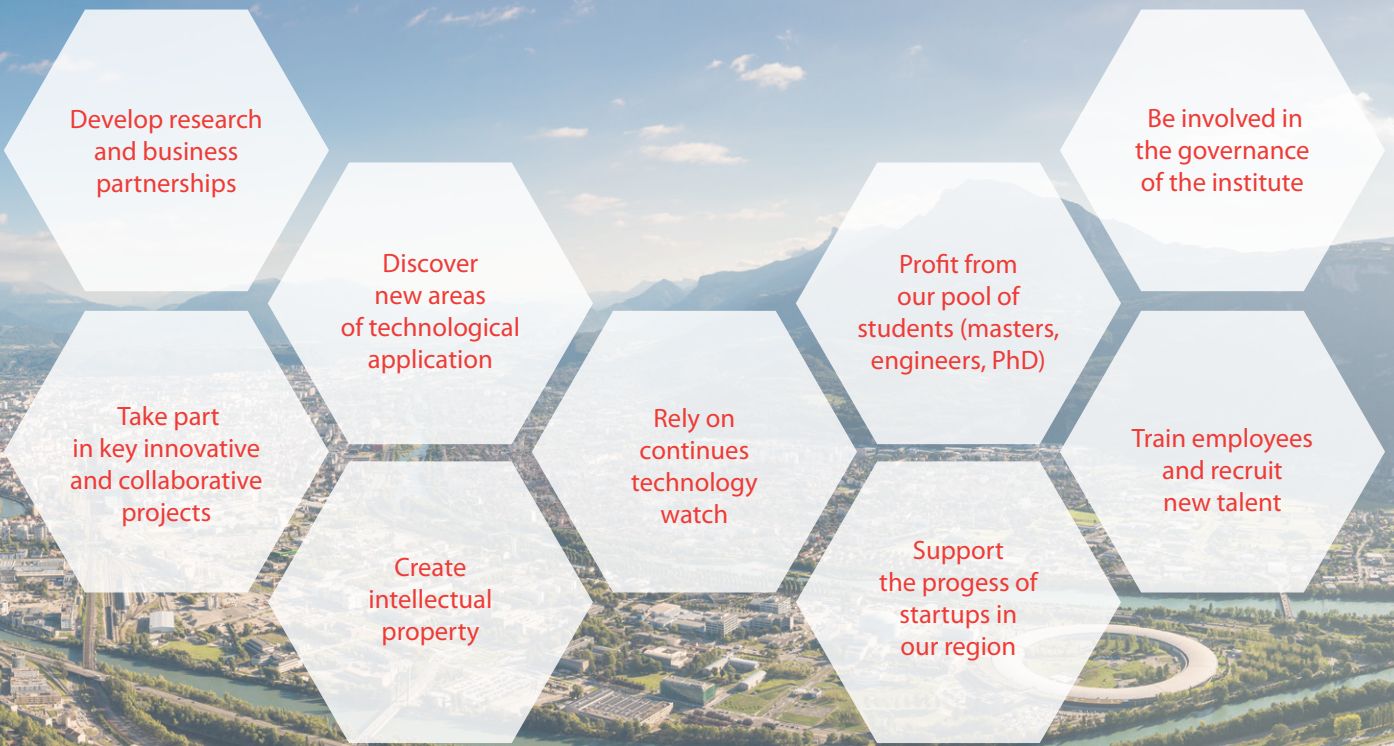 Develop research
and business
partnerships
Be involved in
the governance
of the institute
Discover
new areas
of technological
application
Profit from
our pool of
students (masters,
engineers, PhD)
Take part
in key innovative
and collaborative
projects
Rely on
continues
technology
watch
Train employees
and recruit
new talent
Create
intellectual
property
Support
the progess of
startups in
our region